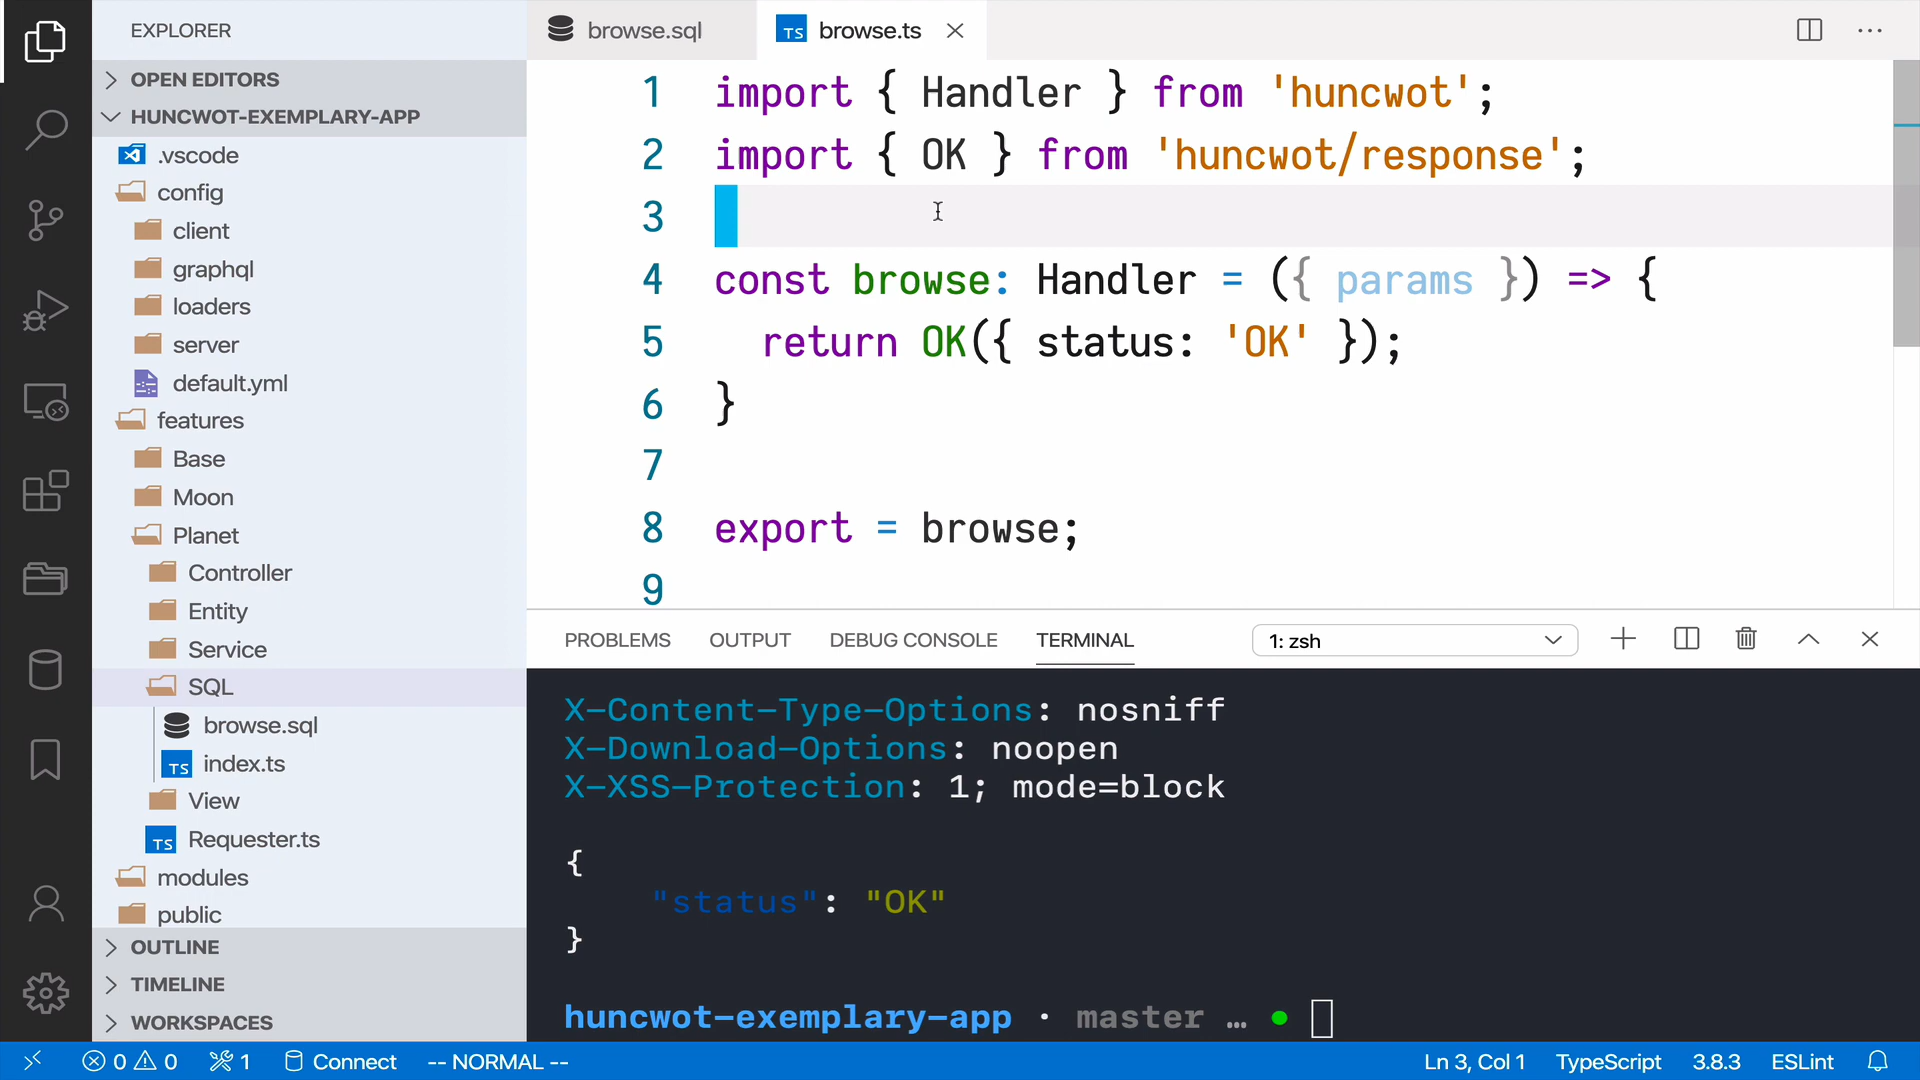 EXPLORER
OPEN EDITORS
HUNCWOT-EXEMPLARY-APP
.vscode
config
client
graphql
loaders
server
default.yml
features
Base
Moon
Planet
Controller
Entity
Service
SQL
browse.sql
TS index.ts
View
TS Requester.ts
modules
public
OUTLINE
TIMELINE
WORKSPACES
browse.sql
TS browse.ts
1 import { Handler } from 'huncwot';
2 import { OK } from 'huncwot/response';
3
4 const browse: Handler = ({ params }) => {
5 return OK({ status: 'OK' });
6 }
7
8 export = browse;
9
PROBLEMS OUTPUT DEBUG CONSOLE TERMINAL 1: zsh
X-Content-Type-Options: nosniff
X-Download-Options: noopen
X-XSS-Protection: 1; mode=block
{
"status": "OK"
}
huncwot-exemplary-app · master …
0 0 1 Connect -- NORMAL -- Ln 3, Col 1 TypeScript 3.8.3 ESLint